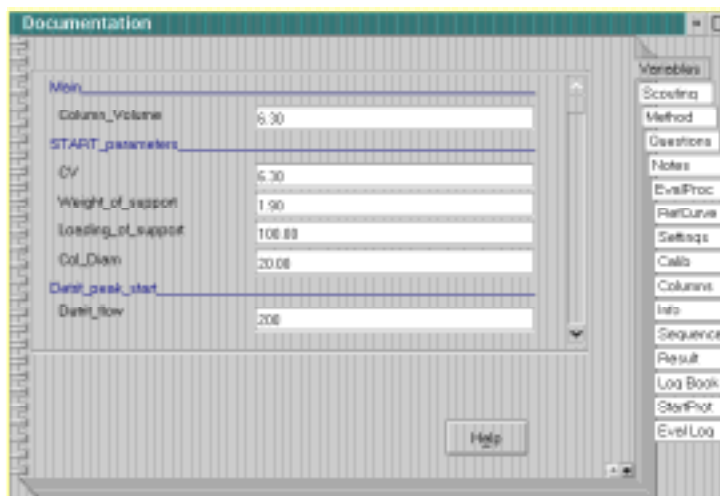 Documentation
Main
Column_Volume 6.30
START_parameters
CV 6.30
Weight_of_support 1.90
Loading_of_support 100.00
Col_Diam 20.00
Detrit_peak_start
Detrit_flow 200
Help
Variables
Scouting
Method
Questions
Notes
EvalProc
RefCurve
Settings
Calib
Columns
Info
Sequence
Result
Log Book
StartProt
Eval Log